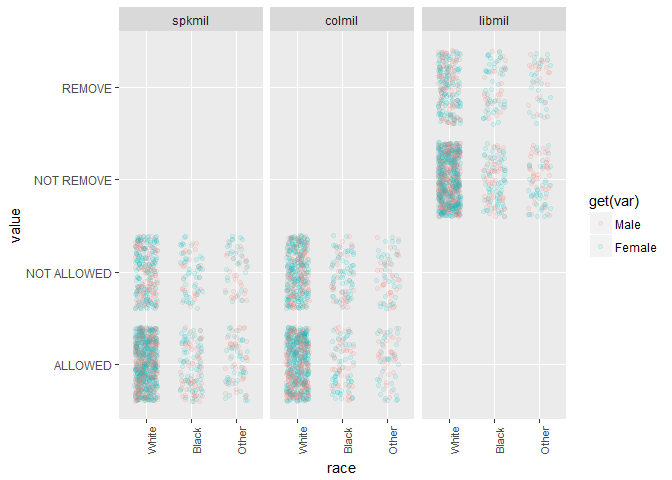 spkmil
colmil
libmil
REMOVE
NOT REMOVE
NOT ALLOWED
ALLOWED
value
White
Black
Other
White
Black
Other
White
Black
Other
race
get(var)
Male
Female